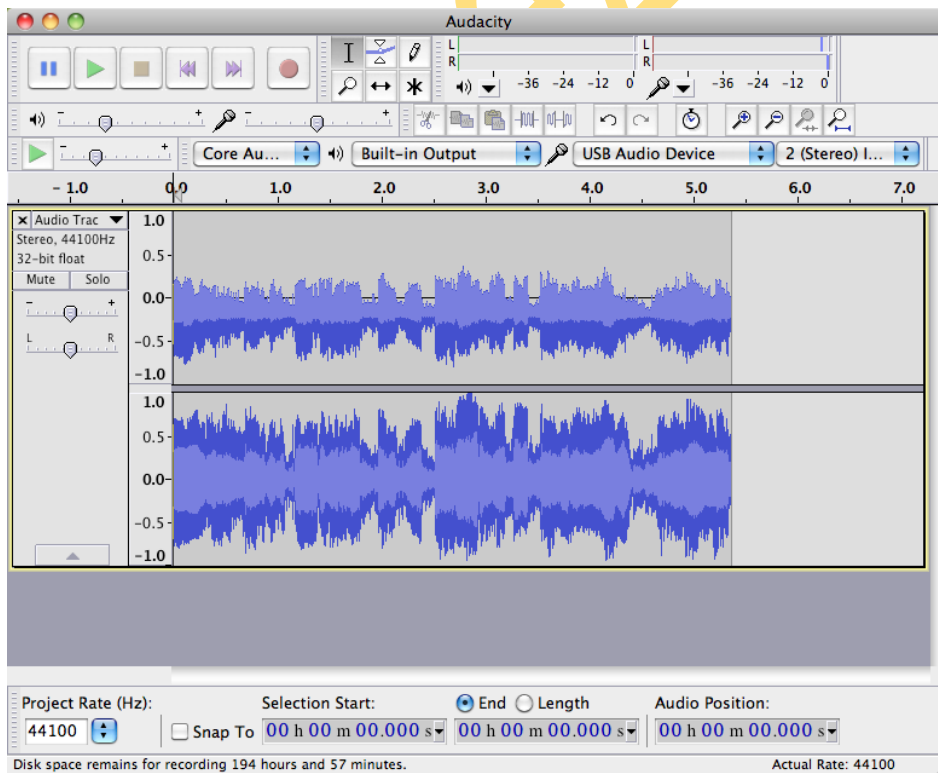 Audacity
L
R
-36 -24 -12 0
L
R
-36 -24 -12 0
- +
- +
- +
Core Au...
Built-in Output
USB Audio Device
2 (Stereo) I...
- 1.0 0.0 1.0 2.0 3.0 4.0 5.0 6.0 7.0
Audio Trac
Stereo, 44100Hz
32-bit float
Mute Solo
- +
L R
1.0
0.5-
0.0-
-0.5-
-1.0
1.0
0.5-
0.0-
-0.5-
-1.0
Project Rate (Hz): Selection Start: End Length Audio Position:
44100 Snap To 00 h 00 m 00.000 s 00 h 00 m 00.000 s 00 h 00 m 00.000 s
Disk space remains for recording 194 hours and 57 minutes. Actual Rate: 44100